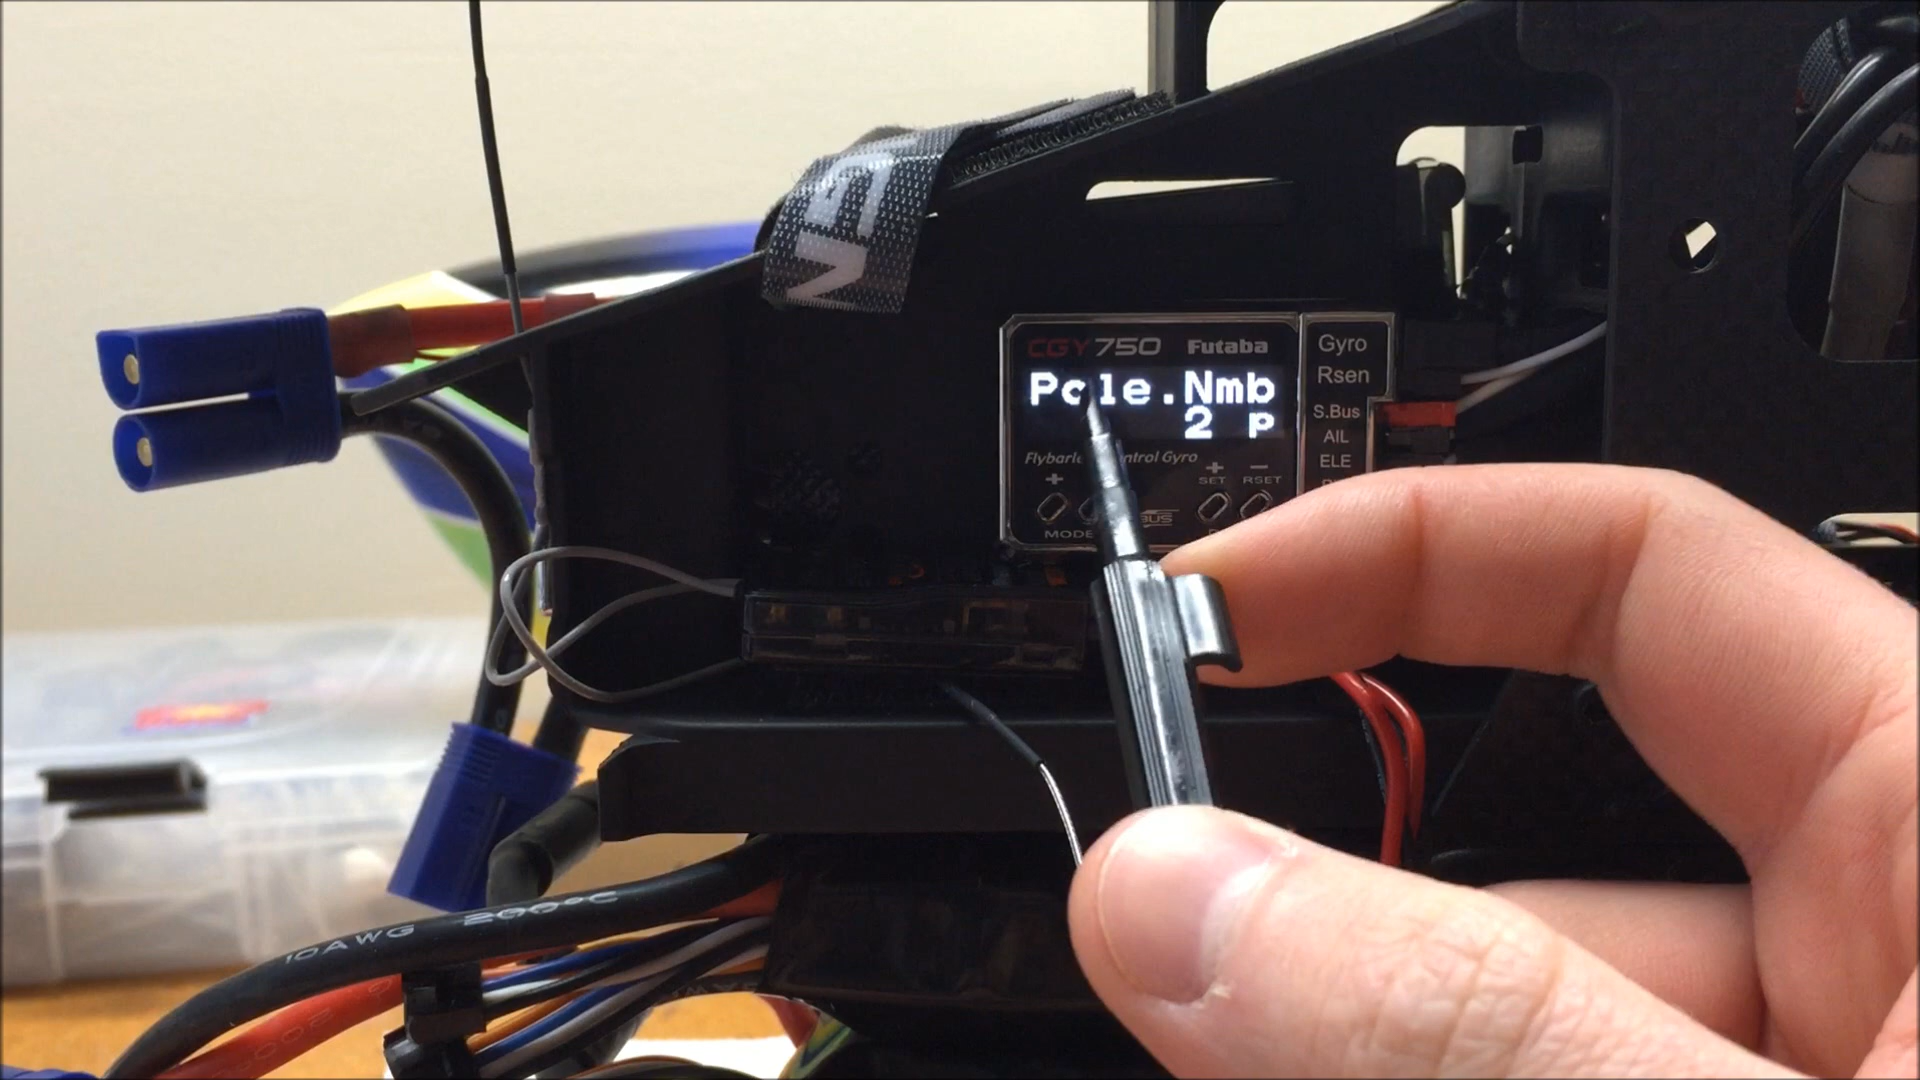 CGY750 Futaba
Pole.Nmb
2 p
Gyro
Rsen
S.Bus
AIL
ELE
+ + -
SET RSET
MODE
10AWG 200°C